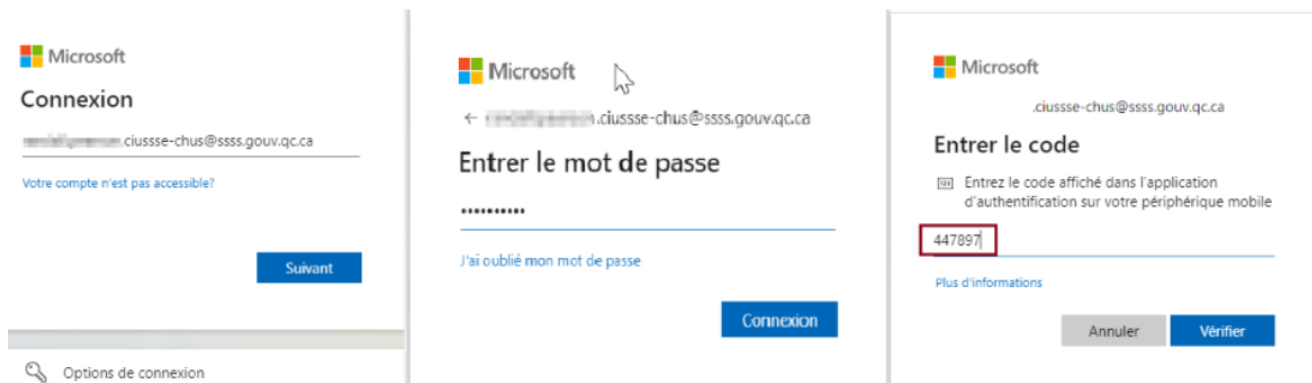 Microsoft
Connexion
.ciussse-chus@ssss.gouv.qc.ca
Votre compte n'est pas accessible?
Suivant
Options de connexion
Microsoft
← .ciussse-chus@ssss.gouv.qc.ca
Entrer le mot de passe
••••••••••
J'ai oublié mon mot de passe
Connexion
Microsoft
.ciussse-chus@ssss.gouv.qc.ca
Entrer le code
Entrez le code affiché dans l'application
d'authentification sur votre périphérique mobile
447897
Plus d'informations
Annuler
Vérifier